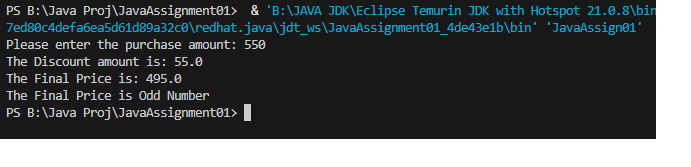 PS B:\Java Proj\JavaAssignment01>  & 'B:\JAVA JDK\Eclipse Temurin JDK with Hotspot 21.0.8\bin
7ed80c4defa6ea5d61d89a32c0\redhat.java\jdt_ws\JavaAssignment01_4de43e1b\bin' 'JavaAssign01'
Please enter the purchase amount: 550
The Discount amount is: 55.0
The Final Price is: 495.0
The Final Price is Odd Number
PS B:\Java Proj\JavaAssignment01>